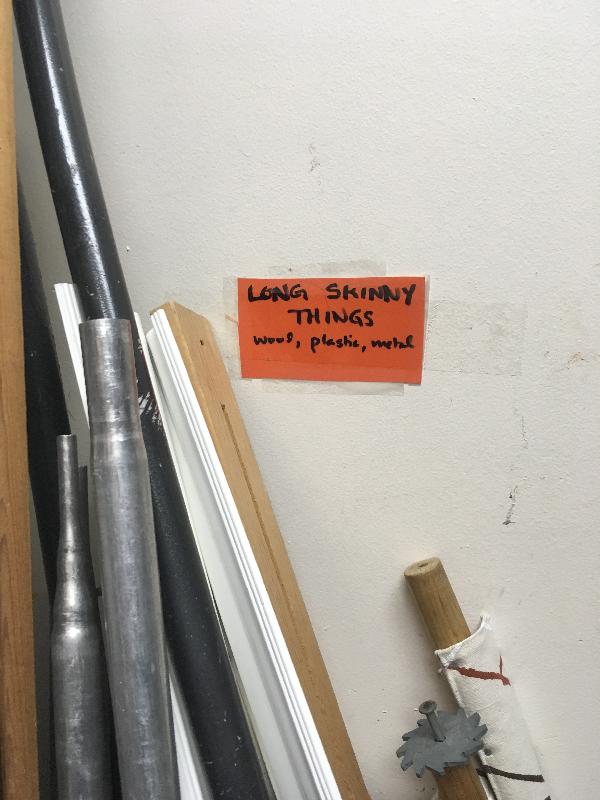 LONG SKINNY
THINGS
wood, plastic, metal